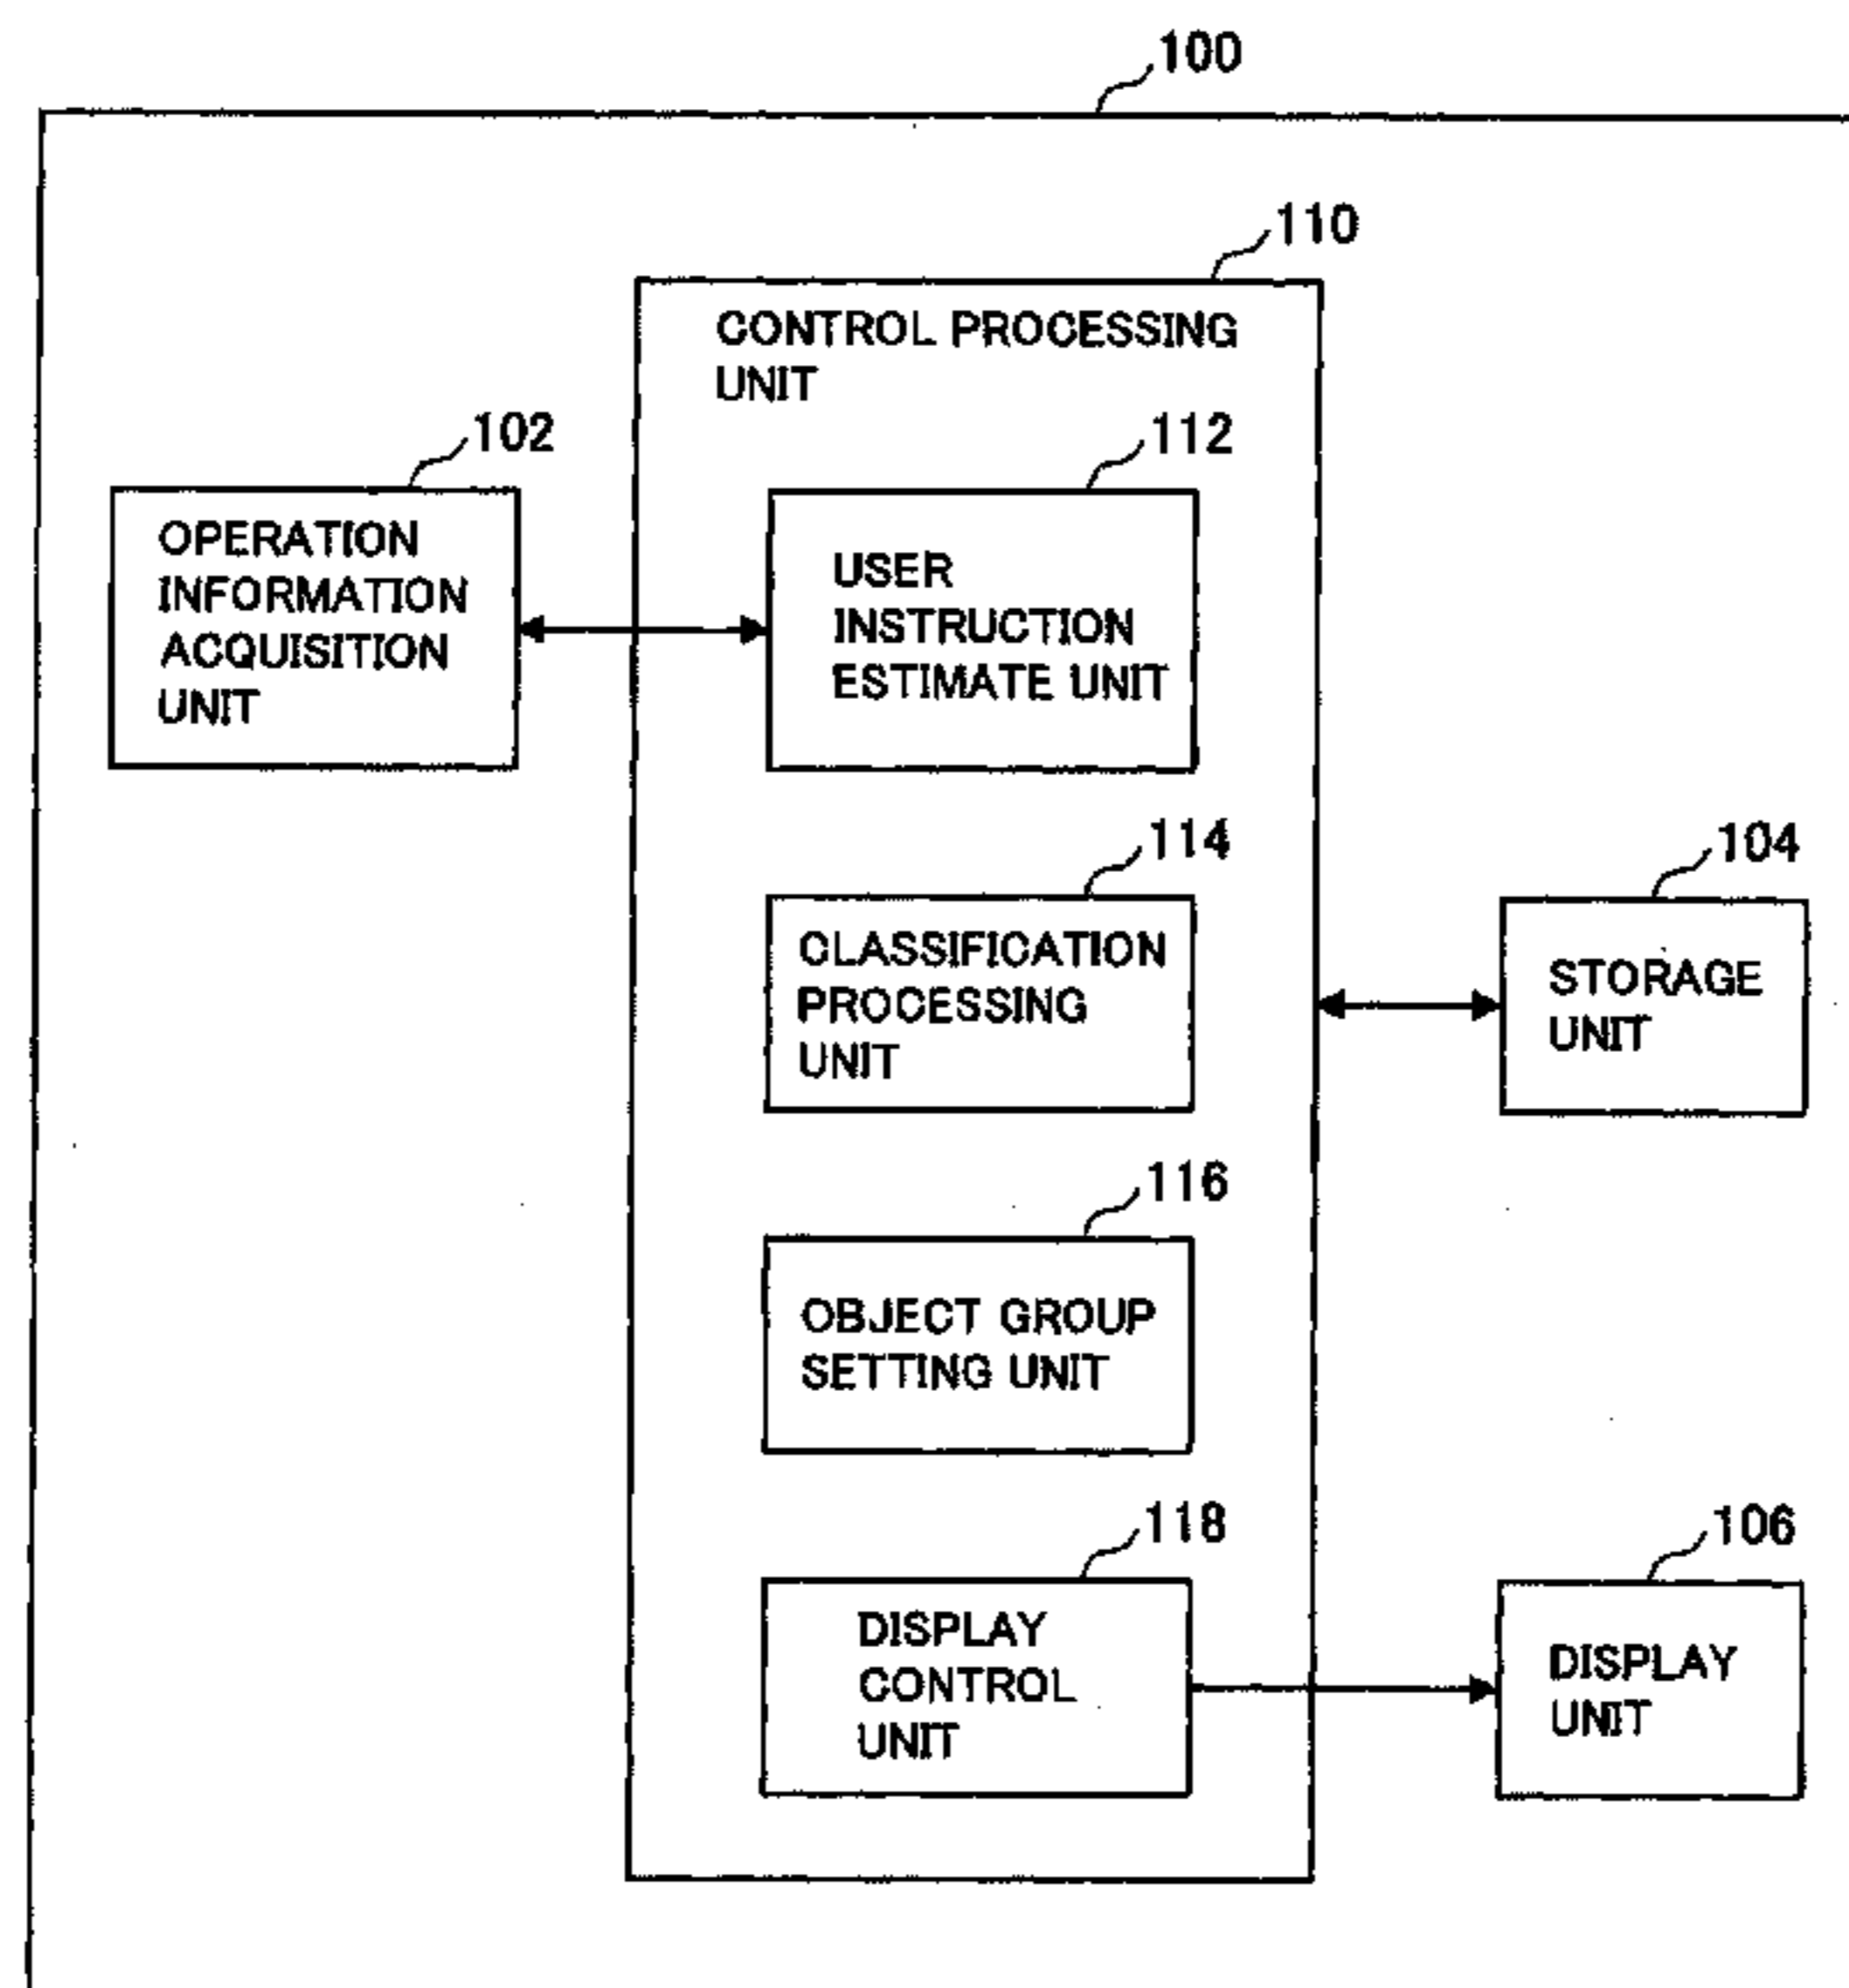 100
110
CONTROL PROCESSING
UNIT
102
112
OPERATION
INFORMATION
ACQUISITION
UNIT
USER
INSTRUCTION
ESTIMATE UNIT
114
104
CLASSIFICATION
PROCESSING
UNIT
STORAGE
UNIT
116
OBJECT GROUP
SETTING UNIT
118
106
DISPLAY
CONTROL
UNIT
DISPLAY
UNIT